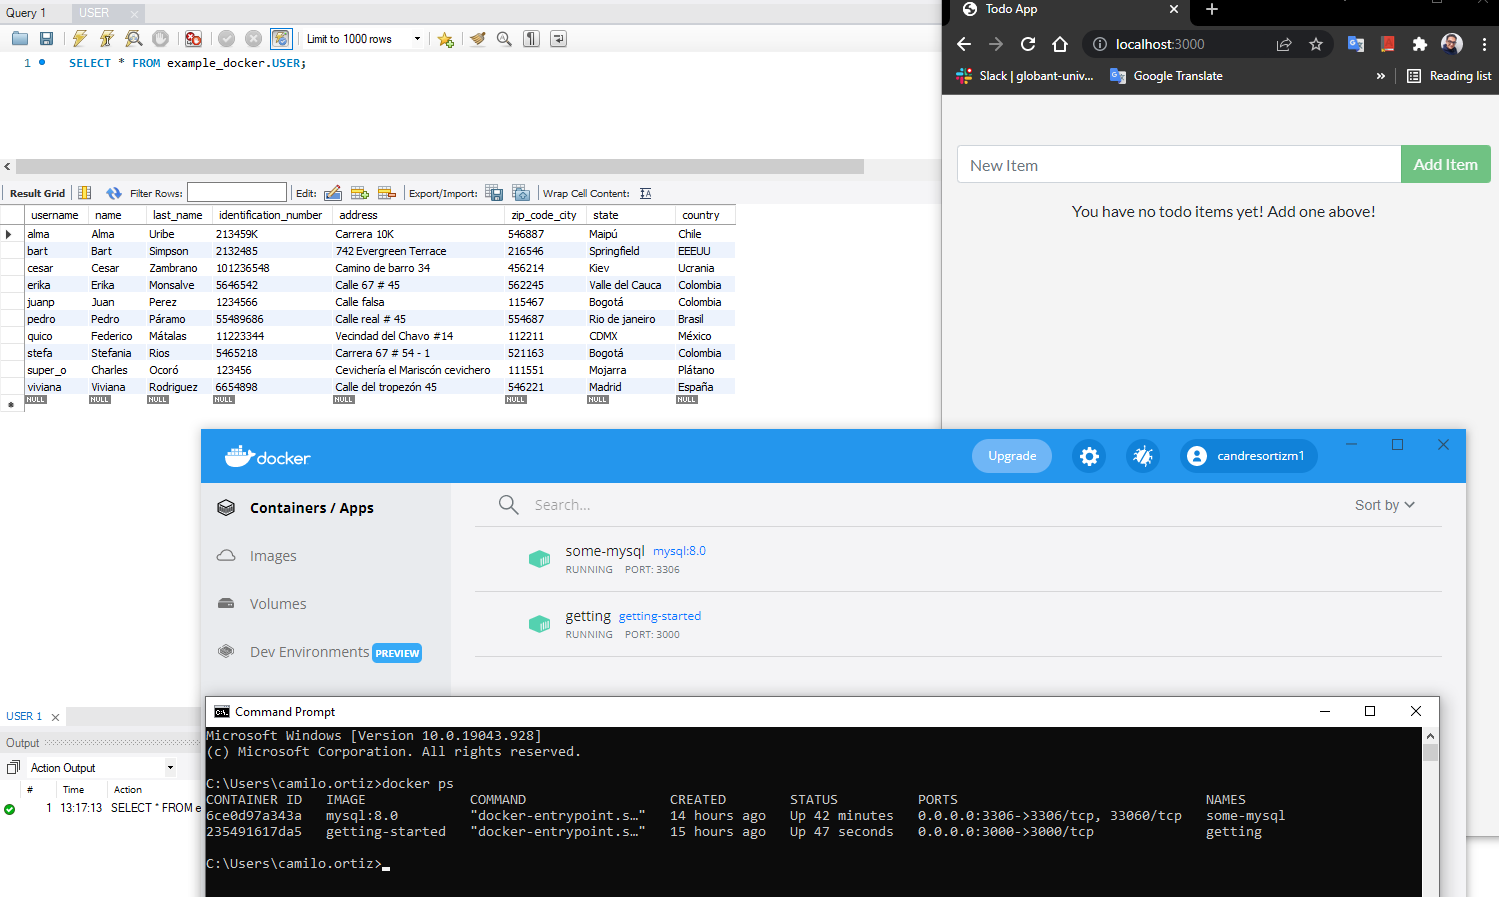 Query 1
USER
Limit to 1000 rows
1
SELECT * FROM example_docker.USER;
Result Grid
Filter Rows:
Edit:
Export/Import:
Wrap Cell Content:
username name last_name identification_number address zip_code_city state country
alma Alma Uribe 213459K Carrera 10K 546887 Maipú Chile
bart Bart Simpson 2132485 742 Evergreen Terrace 216546 Springfield EEEUU
cesar Cesar Zambrano 101236548 Camino de barro 34 456214 Kiev Ucrania
erika Erika Monsalve 5646542 Calle 67 # 45 562245 Valle del Cauca Colombia
juanp Juan Perez 1234566 Calle falsa 115467 Bogotá Colombia
pedro Pedro Páramo 55489686 Calle real # 45 554687 Rio de janeiro Brasil
quico Federico Mátalas 11223344 Vecindad del Chavo #14 112211 CDMX México
stefa Stefania Rios 5465218 Carrera 67 # 54 - 1 521163 Bogotá Colombia
super_o Charles Ocoró 123456 Cevichería el Mariscón cevichero 111551 Mojarra Plátano
viviana Viviana Rodriguez 6654898 Calle del tropezón 45 546221 Madrid España
NULL NULL NULL NULL NULL NULL NULL NULL
Todo App
localhost:3000
Slack | globant-univ...
Google Translate
»
Reading list
New Item
Add Item
You have no todo items yet! Add one above!
docker
Upgrade
candresortizm1
Containers / Apps
Images
Volumes
Dev Environments PREVIEW
Search...
Sort by
some-mysql mysql:8.0
RUNNING PORT: 3306
getting getting-started
RUNNING PORT: 3000
USER 1
Output
Action Output
# Time Action
1 13:17:13 SELECT * FROM e
Command Prompt
Microsoft Windows [Version 10.0.19043.928]
(c) Microsoft Corporation. All rights reserved.
C:\Users\camilo.ortiz>docker ps
CONTAINER ID IMAGE COMMAND CREATED STATUS PORTS NAMES
6ce0d97a343a mysql:8.0 "docker-entrypoint.s…" 14 hours ago Up 42 minutes 0.0.0.0:3306->3306/tcp, 33060/tcp some-mysql
235491617da5 getting-started "docker-entrypoint.s…" 15 hours ago Up 47 seconds 0.0.0.0:3000->3000/tcp getting
C:\Users\camilo.ortiz>